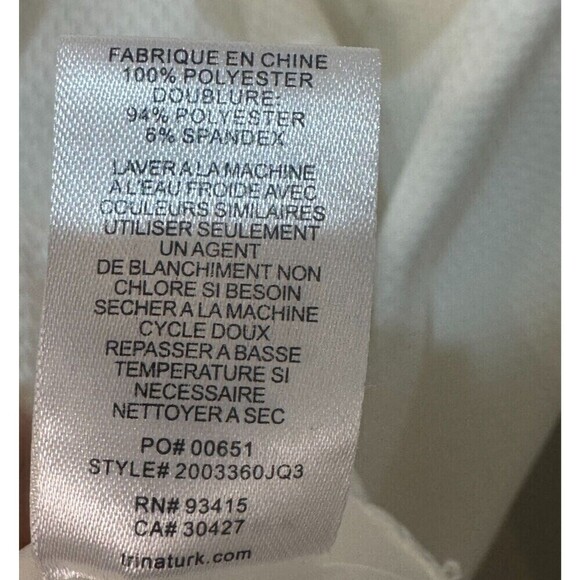 FABRIQUE EN CHINE
100% POLYESTER
DOUBLURE:
94% POLYESTER
6% SPANDEX
LAVER A LA MACHINE
A L'EAU FROIDE AVEC
COULEURS SIMILAIRES
UTILISER SEULEMENT
UN AGENT
DE BLANCHIMENT NON
CHLORE SI BESOIN
SECHER A LA MACHINE
CYCLE DOUX
REPASSER A BASSE
TEMPERATURE SI
NECESSAIRE
NETTOYER A SEC
PO# 00651
STYLE# 2003360JQ3
RN# 93415
CA# 30427
Irinaturk.com